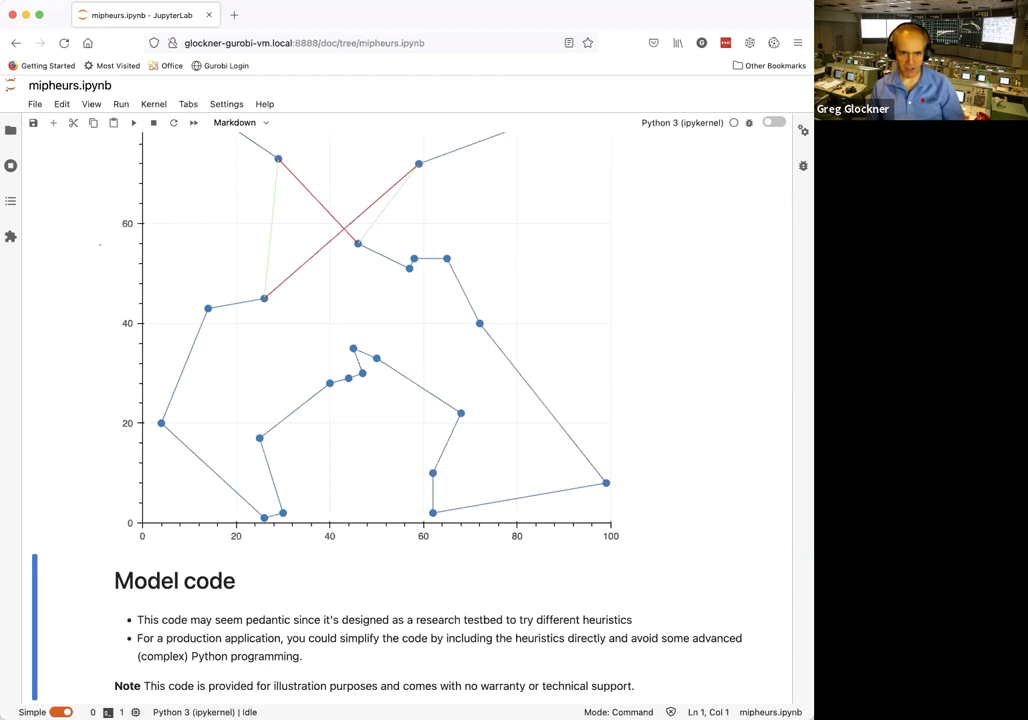 mipheurs.ipynb - JupyterLab
glockner-gurobi-vm.local:8888/doc/tree/mipheurs.ipynb
Getting Started Most Visited Office Gurobi Login Other Bookmarks
mipheurs.ipynb
File Edit View Run Kernel Tabs Settings Help
Markdown Python 3 (ipykernel)
Greg Glockner
60
40
20
0
0 20 40 60 80 100
Model code
This code may seem pedantic since it's designed as a research testbed to try different heuristics
For a production application, you could simplify the code by including the heuristics directly and avoid some advanced
(complex) Python programming.
Note This code is provided for illustration purposes and comes with no warranty or technical support.
Simple 0 1 Python 3 (ipykernel) | Idle Mode: Command Ln 1, Col 1 mipheurs.ipynb